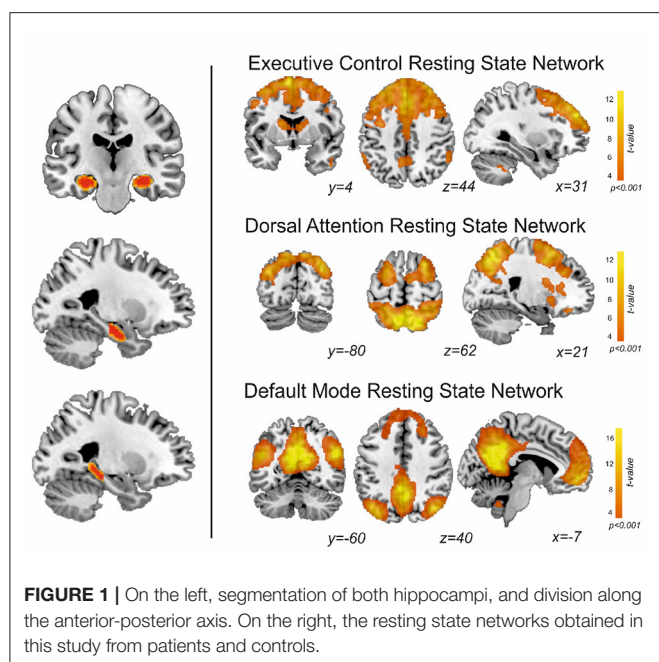 Executive Control Resting State Network
12
10
8
6
4
t-value
p<0.001
y=4
z=44
x=31
Dorsal Attention Resting State Network
12
10
8
6
4
t-value
p<0.001
y=-80
z=62
x=21
Default Mode Resting State Network
16
12
8
4
t-value
p<0.001
y=-60
z=40
x=-7
FIGURE 1 | On the left, segmentation of both hippocampi, and division along
the anterior-posterior axis. On the right, the resting state networks obtained in
this study from patients and controls.